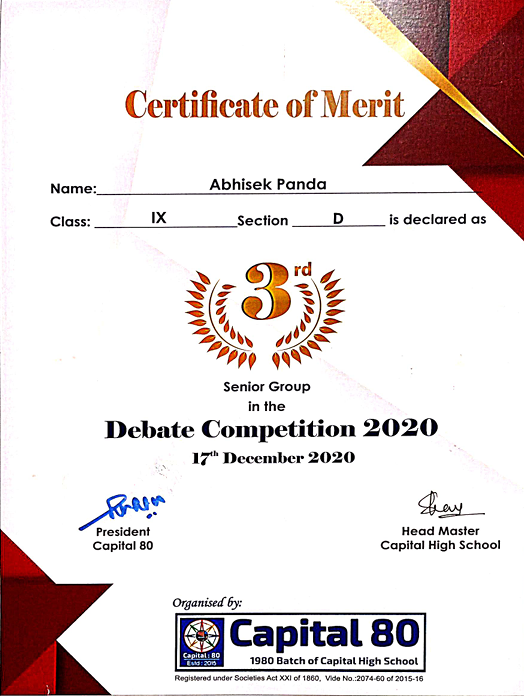 Certificate of Merit
Name: Abhisek Panda
Class: IX Section D is declared as
3rd
Senior Group
in the
Debate Competition 2020
17th December 2020
President
Capital 80
Head Master
Capital High School
Organised by:
Capital : 80
Estd : 2015
Capital 80
1980 Batch of Capital High School
Registered under Societies Act XXI of 1860, Vide No.:2074-60 of 2015-16